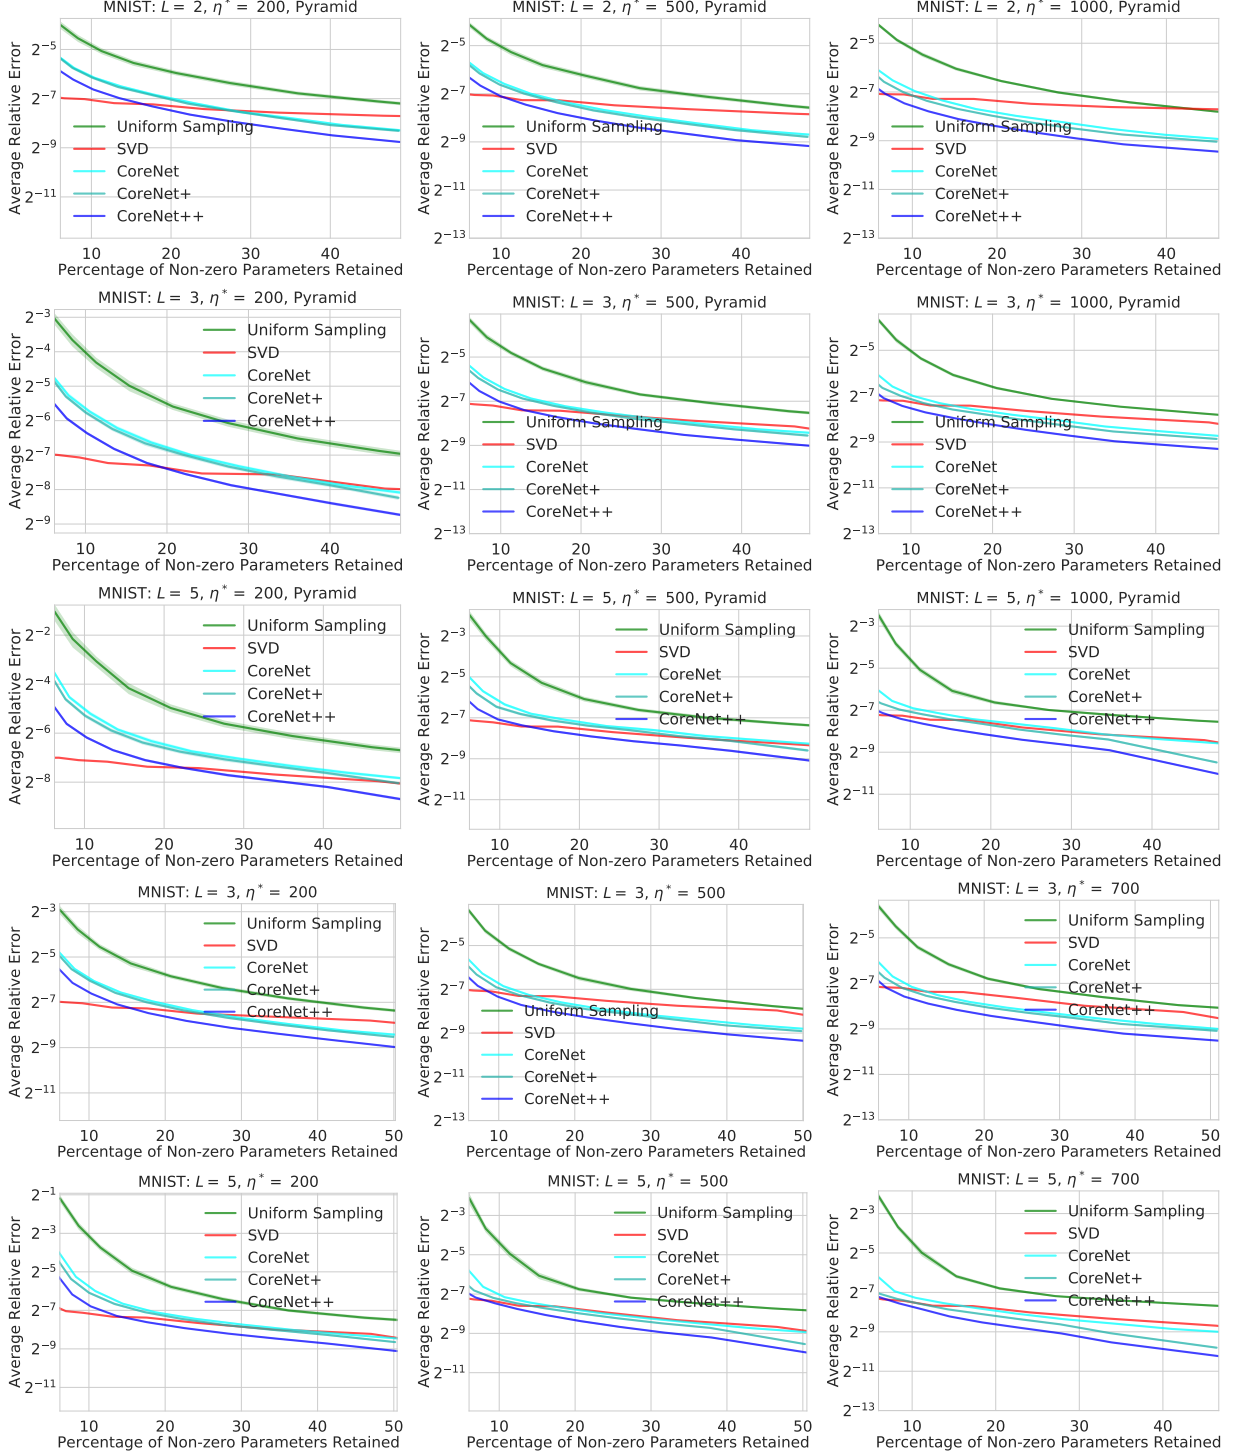 MNIST: L = 2, η* = 200, Pyramid
Average Relative Error
2⁻⁵
2⁻⁷
2⁻⁹
2⁻¹¹
Uniform Sampling
SVD
CoreNet
CoreNet+
CoreNet++
10 20 30 40
Percentage of Non-zero Parameters Retained
MNIST: L = 2, η* = 500, Pyramid
Average Relative Error
2⁻⁵
2⁻⁷
2⁻⁹
2⁻¹¹
2⁻¹³
Uniform Sampling
SVD
CoreNet
CoreNet+
CoreNet++
10 20 30 40
Percentage of Non-zero Parameters Retained
MNIST: L = 2, η* = 1000, Pyramid
Average Relative Error
2⁻⁵
2⁻⁷
2⁻⁹
2⁻¹¹
2⁻¹³
Uniform Sampling
SVD
CoreNet
CoreNet+
CoreNet++
10 20 30 40
Percentage of Non-zero Parameters Retained
MNIST: L = 3, η* = 200, Pyramid
Average Relative Error
2⁻³
2⁻⁴
2⁻⁵
2⁻⁶
2⁻⁷
2⁻⁸
2⁻⁹
Uniform Sampling
SVD
CoreNet
CoreNet+
CoreNet++
10 20 30 40
Percentage of Non-zero Parameters Retained
MNIST: L = 3, η* = 500, Pyramid
Average Relative Error
2⁻⁵
2⁻⁷
2⁻⁹
2⁻¹¹
2⁻¹³
Uniform Sampling
SVD
CoreNet
CoreNet+
CoreNet++
10 20 30 40
Percentage of Non-zero Parameters Retained
MNIST: L = 3, η* = 1000, Pyramid
Average Relative Error
2⁻⁵
2⁻⁷
2⁻⁹
2⁻¹¹
2⁻¹³
Uniform Sampling
SVD
CoreNet
CoreNet+
CoreNet++
10 20 30 40
Percentage of Non-zero Parameters Retained
MNIST: L = 5, η* = 200, Pyramid
Average Relative Error
2⁻²
2⁻⁴
2⁻⁶
2⁻⁸
Uniform Sampling
SVD
CoreNet
CoreNet+
CoreNet++
10 20 30 40
Percentage of Non-zero Parameters Retained
MNIST: L = 5, η* = 500, Pyramid
Average Relative Error
2⁻³
2⁻⁵
2⁻⁷
2⁻⁹
2⁻¹¹
Uniform Sampling
SVD
CoreNet
CoreNet+
CoreNet++
10 20 30 40
Percentage of Non-zero Parameters Retained
MNIST: L = 5, η* = 1000, Pyramid
Average Relative Error
2⁻³
2⁻⁵
2⁻⁷
2⁻⁹
2⁻¹¹
Uniform Sampling
SVD
CoreNet
CoreNet+
CoreNet++
10 20 30 40
Percentage of Non-zero Parameters Retained
MNIST: L = 3, η* = 200
Average Relative Error
2⁻³
2⁻⁵
2⁻⁷
2⁻⁹
2⁻¹¹
Uniform Sampling
SVD
CoreNet
CoreNet+
CoreNet++
10 20 30 40 50
Percentage of Non-zero Parameters Retained
MNIST: L = 3, η* = 500
Average Relative Error
2⁻⁵
2⁻⁷
2⁻⁹
2⁻¹¹
2⁻¹³
Uniform Sampling
SVD
CoreNet
CoreNet+
CoreNet++
10 20 30 40 50
Percentage of Non-zero Parameters Retained
MNIST: L = 3, η* = 700
Average Relative Error
2⁻⁵
2⁻⁷
2⁻⁹
2⁻¹¹
2⁻¹³
Uniform Sampling
SVD
CoreNet
CoreNet+
CoreNet++
10 20 30 40 50
Percentage of Non-zero Parameters Retained
MNIST: L = 5, η* = 200
Average Relative Error
2⁻¹
2⁻³
2⁻⁵
2⁻⁷
2⁻⁹
2⁻¹¹
Uniform Sampling
SVD
CoreNet
CoreNet+
CoreNet++
10 20 30 40 50
Percentage of Non-zero Parameters Retained
MNIST: L = 5, η* = 500
Average Relative Error
2⁻³
2⁻⁵
2⁻⁷
2⁻⁹
2⁻¹¹
Uniform Sampling
SVD
CoreNet
CoreNet+
CoreNet++
10 20 30 40 50
Percentage of Non-zero Parameters Retained
MNIST: L = 5, η* = 700
Average Relative Error
2⁻³
2⁻⁵
2⁻⁷
2⁻⁹
2⁻¹¹
2⁻¹³
Uniform Sampling
SVD
CoreNet
CoreNet+
CoreNet++
10 20 30 40
Percentage of Non-zero Parameters Retained